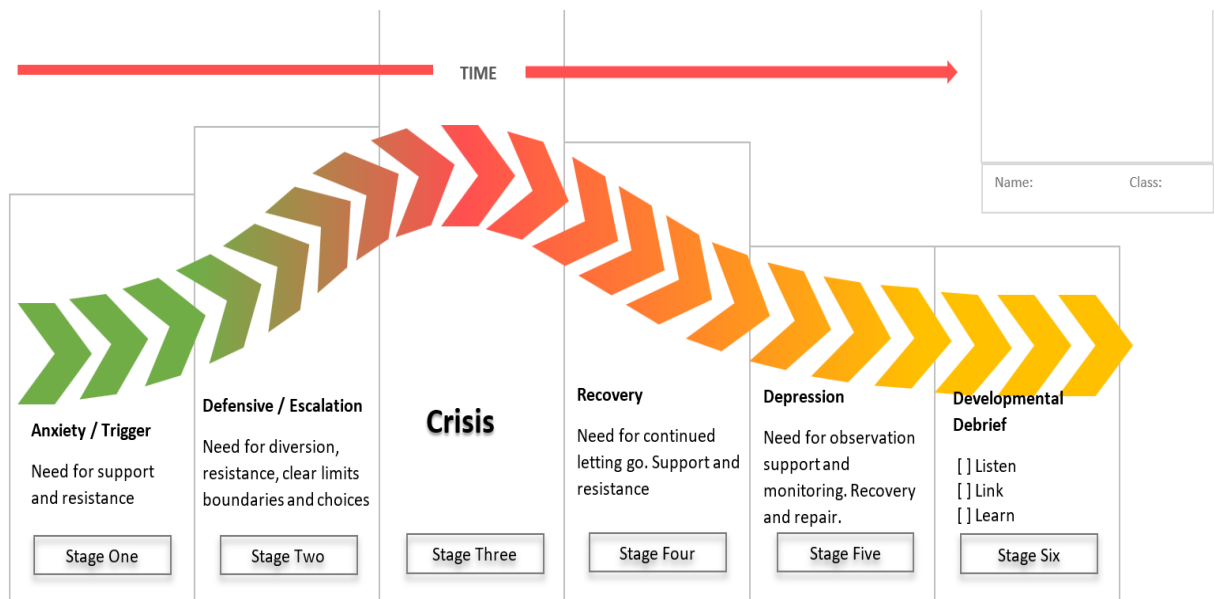 TIME
Name: Class:
Anxiety / Trigger
Need for support
and resistance
Stage One
Defensive / Escalation
Need for diversion,
resistance, clear limits
boundaries and choices
Stage Two
Crisis
Stage Three
Recovery
Need for continued
letting go. Support and
resistance
Stage Four
Depression
Need for observation
support and
monitoring. Recovery
and repair.
Stage Five
Developmental
Debrief
[ ] Listen
[ ] Link
[ ] Learn
Stage Six